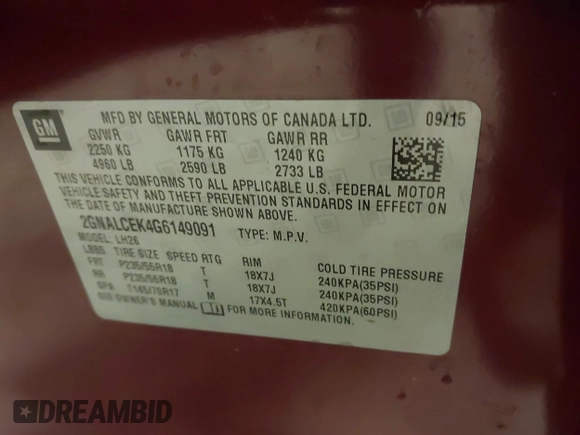 GM
MFD BY GENERAL MOTORS OF CANADA LTD. 09/15
GVWR GAWR FRT GAWR RR
2250 KG 1175 KG 1240 KG
4960 LB 2590 LB 2733 LB
THIS VEHICLE CONFORMS TO ALL APPLICABLE U.S. FEDERAL MOTOR
VEHICLE SAFETY AND THEFT PREVENTION STANDARDS IN EFFECT ON
THE DATE OF MANUFACTURE SHOWN ABOVE.
2GNALCEK4G6149091 TYPE: M.P.V.
MODEL: LH26
LBBS TIRE SIZE SPEED RTG RIM COLD TIRE PRESSURE
FRT P235/55R18 T 18X7J 240KPA(35PSI)
RR P235/55R18 T 18X7J 240KPA(35PSI)
SPA T145/70R17 M 17X4.5T 420KPA(60PSI)
SEE OWNER'S MANUAL FOR MORE INFORMATION.
DREAMBID